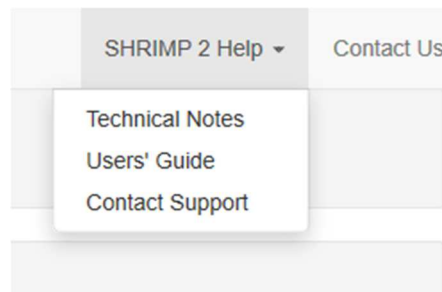 SHRIMP 2 Help Contact Us
Technical Notes
Users' Guide
Contact Support